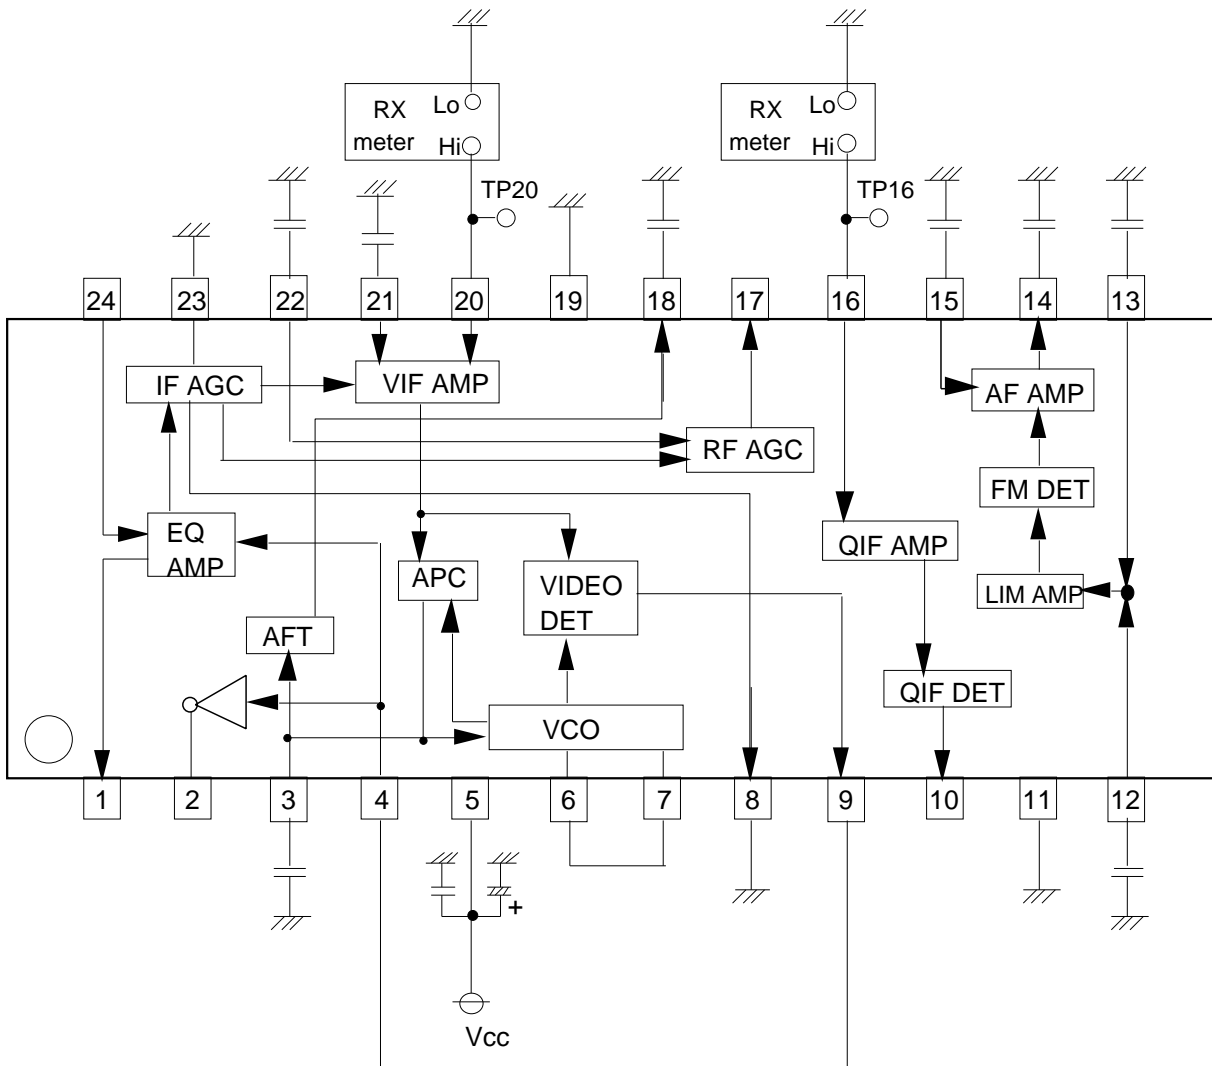 RX Lo
meter Hi
RX Lo
meter Hi
TP20
TP16
24 23 22 21 20 19 18 17 16 15 14 13
IF AGC
VIF AMP
AF AMP
RF AGC
FM DET
EQ
AMP
QIF AMP
APC
VIDEO
DET
LIM AMP
AFT
QIF DET
VCO
1 2 3 4 5 6 7 8 9 10 11 12
+
Vcc